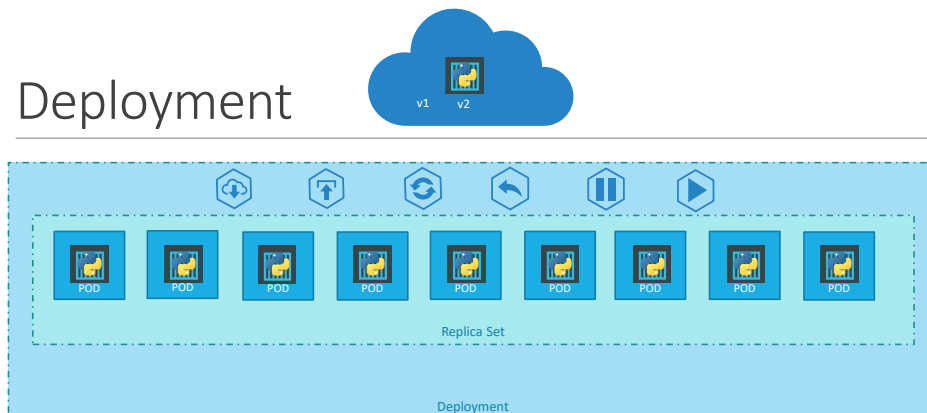 Deployment
v1 v2
POD POD POD POD POD POD POD POD POD
Replica Set
Deployment